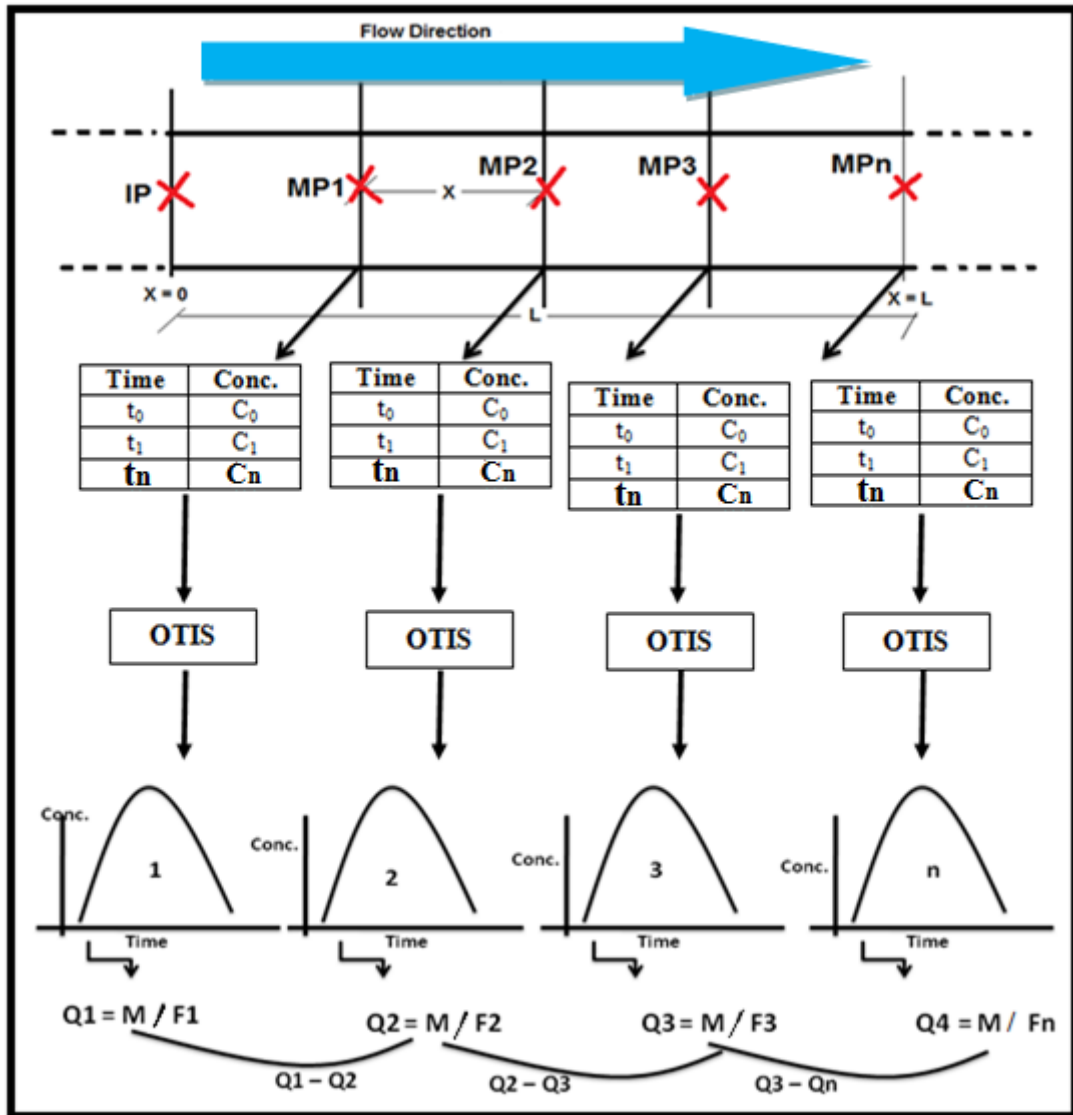 Flow Direction
IP
MP1
X
MP2
MP3
MPn
X = 0
L
X = L
Time Conc.
t₀ C₀
t₁ C₁
tn Cn
Time Conc.
t₀ C₀
t₁ C₁
tn Cn
Time Conc.
t₀ C₀
t₁ C₁
tn Cn
Time Conc.
t₀ C₀
t₁ C₁
tn Cn
OTIS
OTIS
OTIS
OTIS
Conc.
1
Time
Conc.
2
Time
Conc.
3
Time
Conc.
n
Time
Q1 = M / F1
Q2 = M / F2
Q3 = M / F3
Q4 = M / Fn
Q1 – Q2
Q2 – Q3
Q3 – Qn